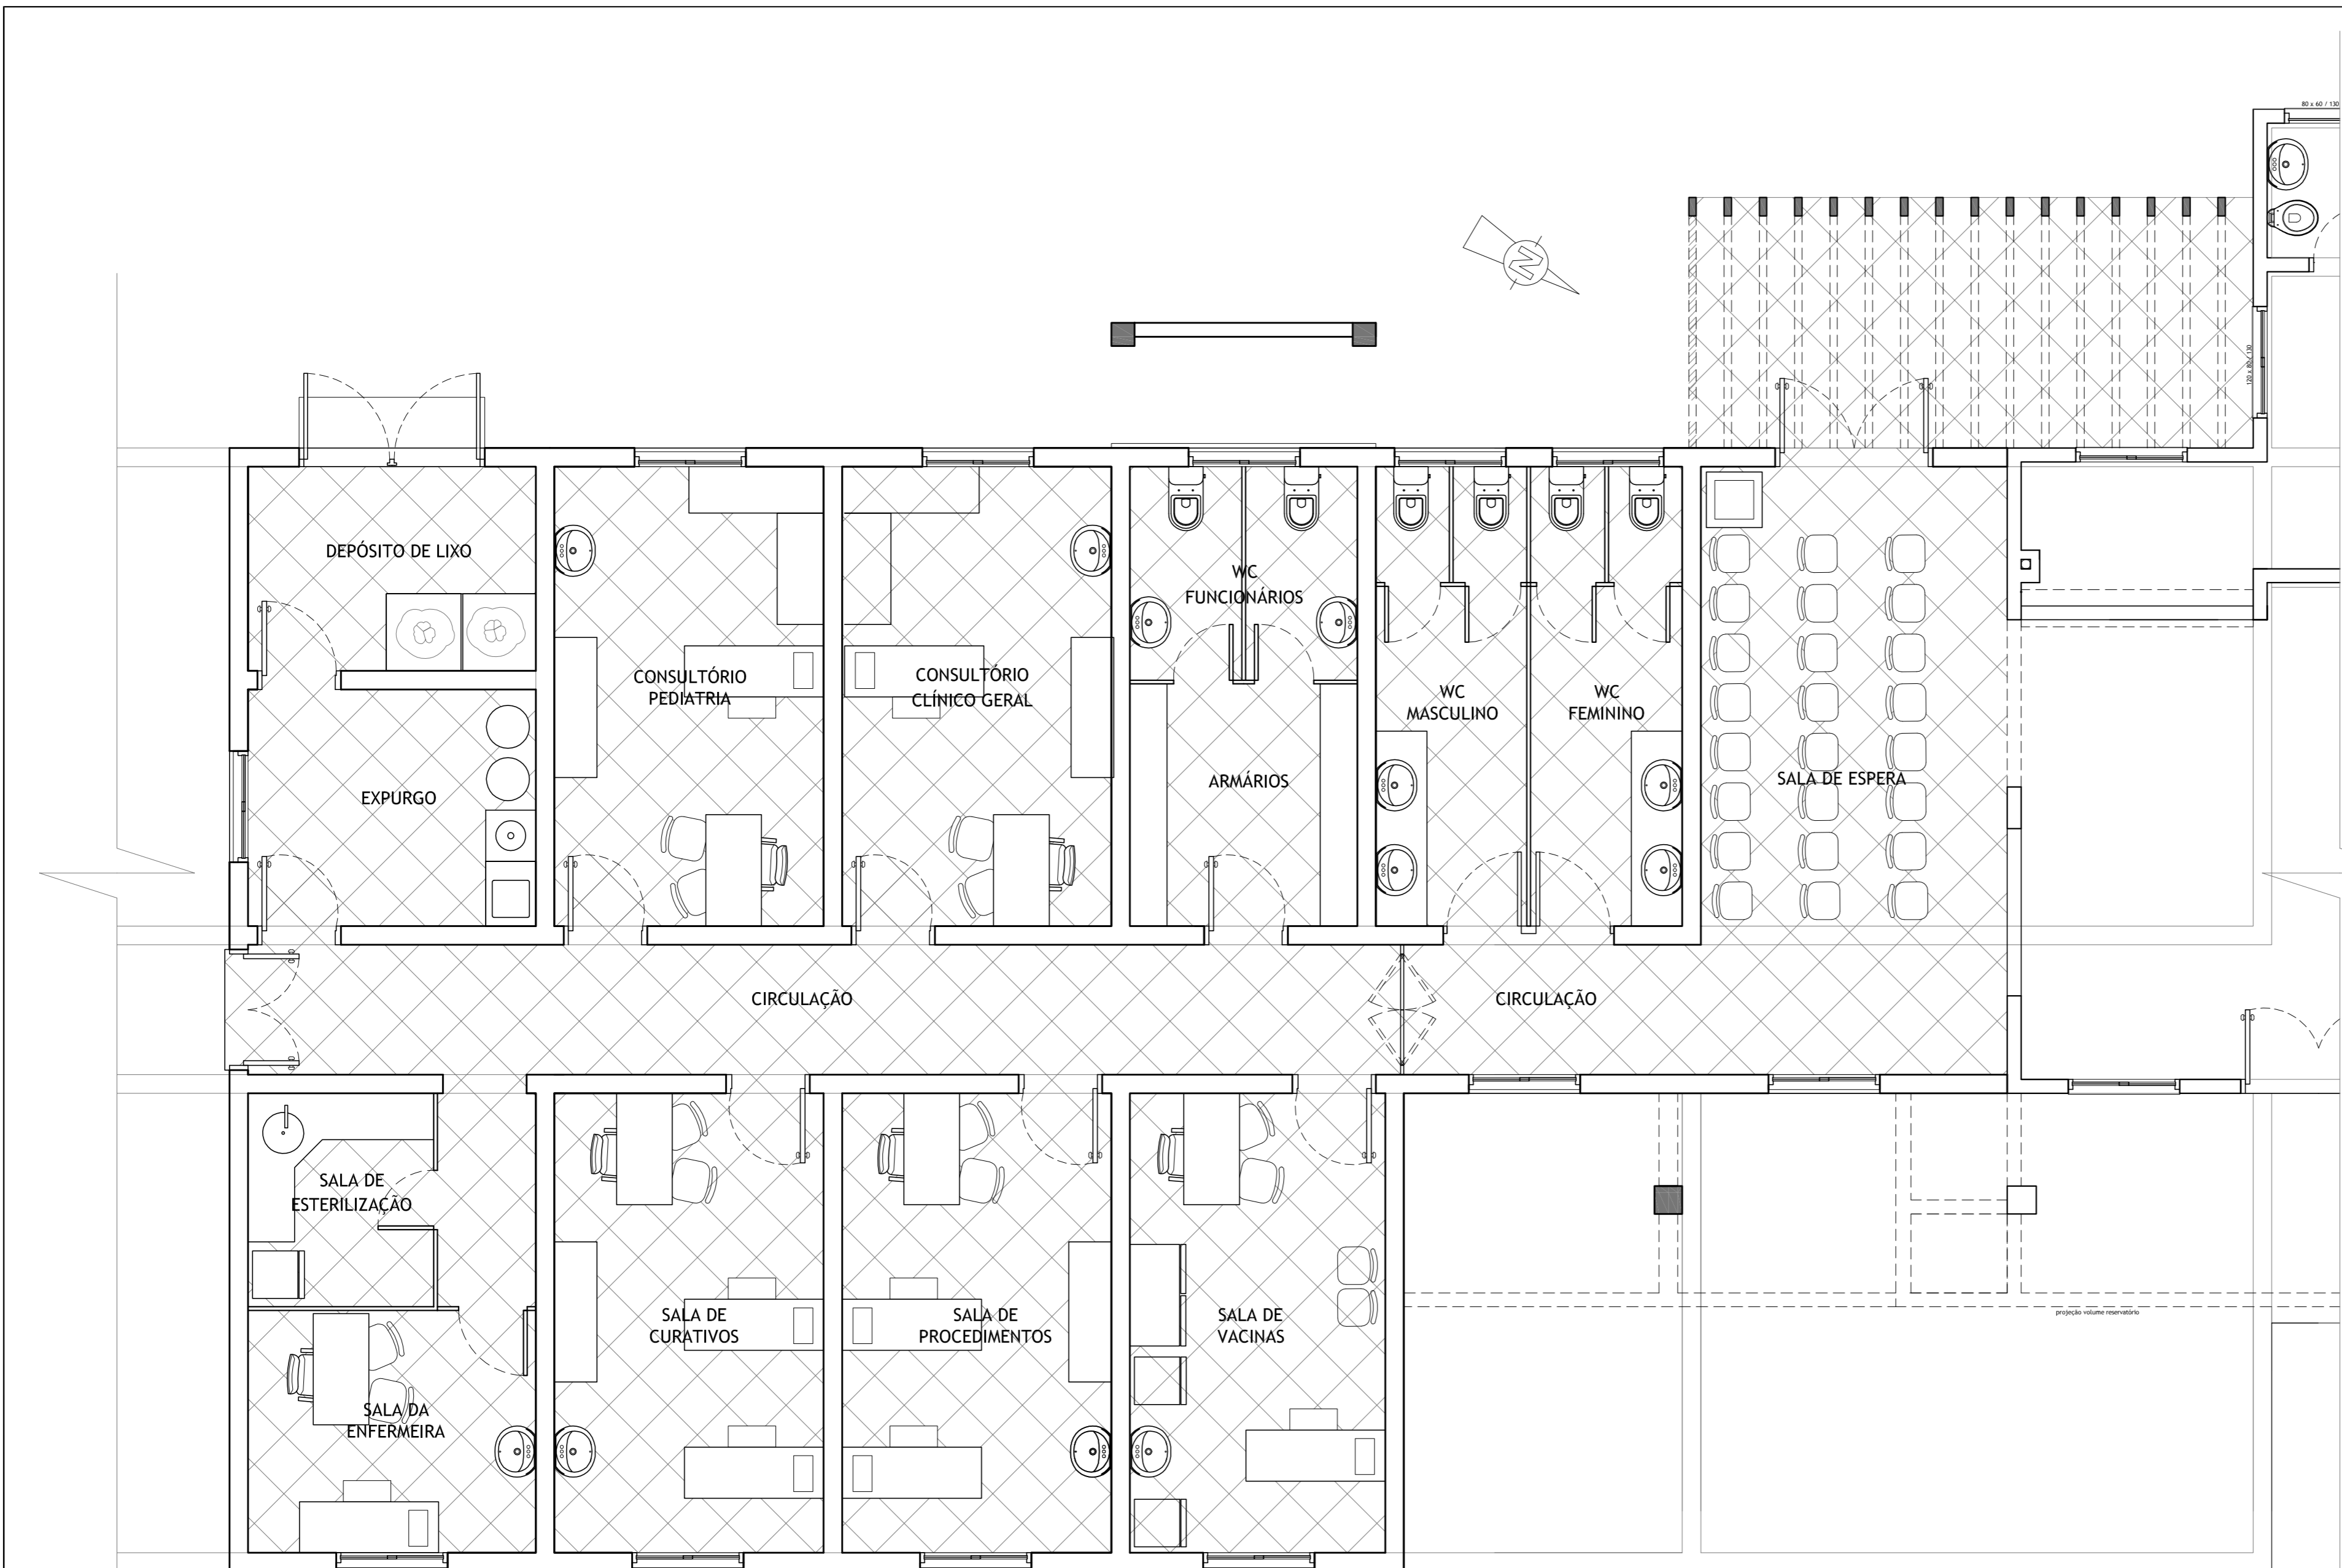 80 x 60 / 130
N
120 x 80 / 130
DEPÓSITO DE LIXO
WC
FUNCIONÁRIOS
CONSULTÓRIO
PEDIATRIA
CONSULTÓRIO
CLÍNICO GERAL
WC
MASCULINO
WC
FEMININO
EXPURGO
ARMÁRIOS
SALA DE ESPERA
CIRCULAÇÃO
CIRCULAÇÃO
SALA DE
ESTERILIZAÇÃO
SALA DE
CURATIVOS
SALA DE
PROCEDIMENTOS
SALA DE
VACINAS
projeção volume reservatório
SALA DA
ENFERMEIRA